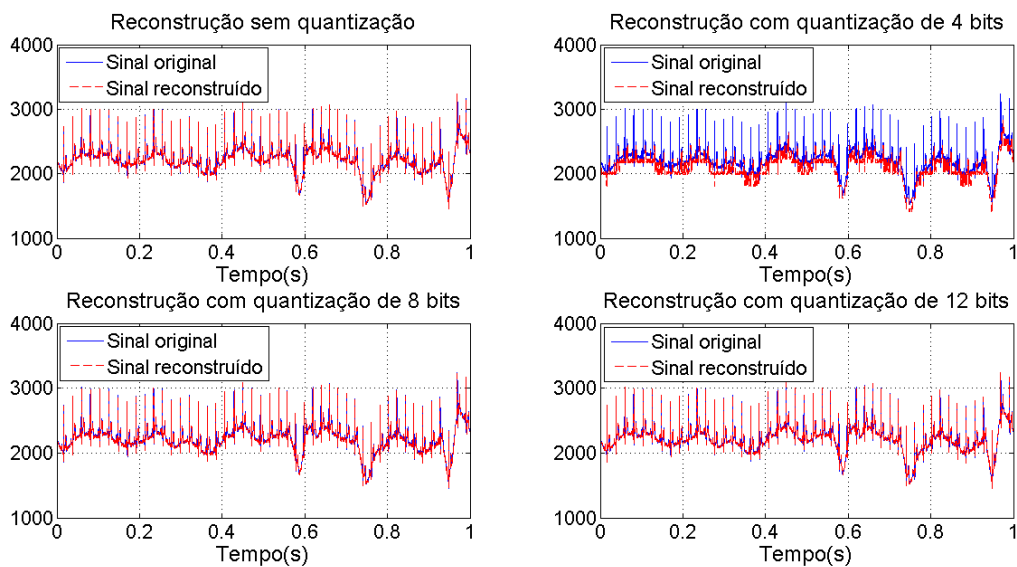 Reconstrução sem quantização
4000
3000
2000
1000
Sinal original
Sinal reconstruído
0
0.2
0.4
0.6
0.8
1
Tempo(s)
Reconstrução com quantização de 4 bits
4000
3000
2000
1000
Sinal original
Sinal reconstruído
0
0.2
0.4
0.6
0.8
1
Tempo(s)
Reconstrução com quantização de 8 bits
4000
3000
2000
1000
Sinal original
Sinal reconstruído
0
0.2
0.4
0.6
0.8
1
Tempo(s)
Reconstrução com quantização de 12 bits
4000
3000
2000
1000
Sinal original
Sinal reconstruído
0
0.2
0.4
0.6
0.8
1
Tempo(s)